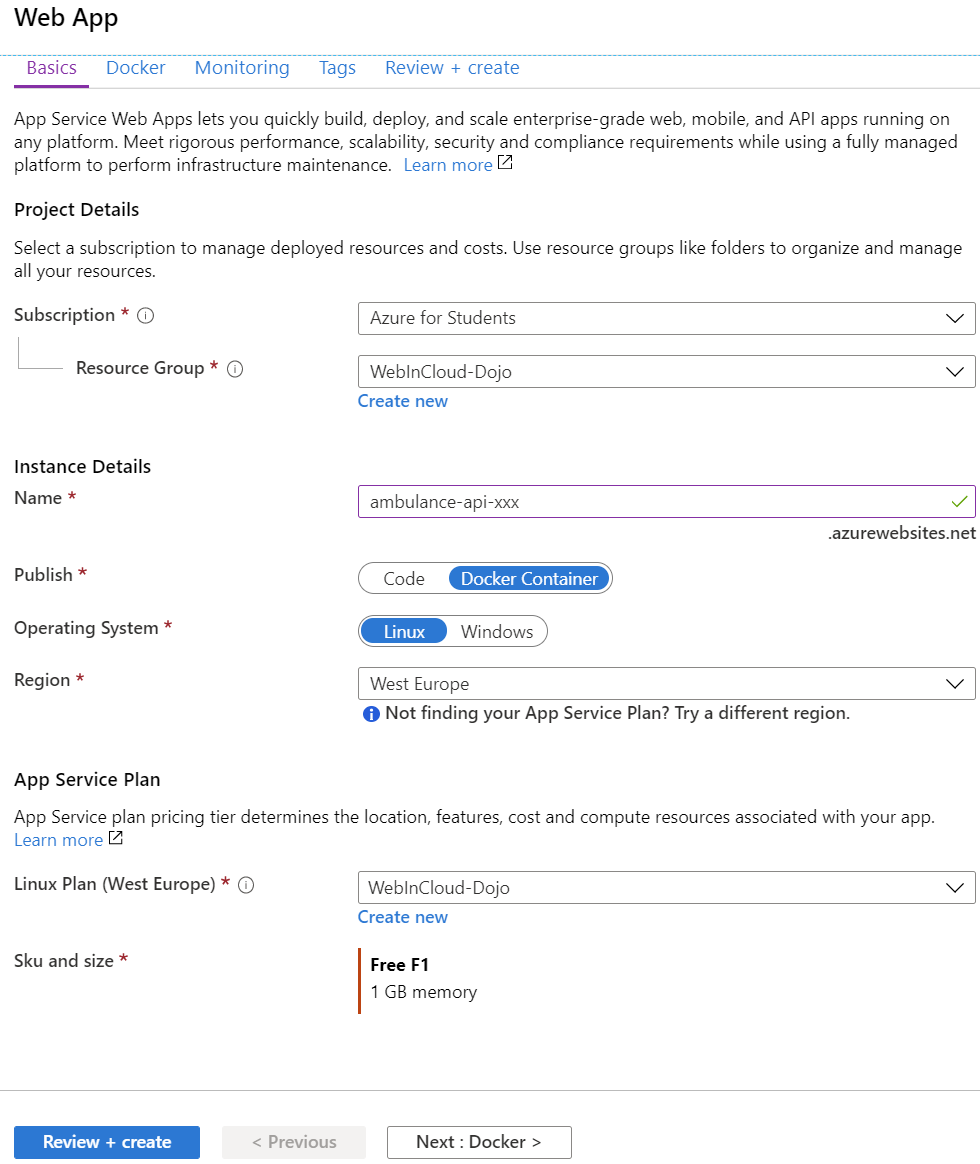 Web App
Basics Docker Monitoring Tags Review + create
App Service Web Apps lets you quickly build, deploy, and scale enterprise-grade web, mobile, and API apps running on
any platform. Meet rigorous performance, scalability, security and compliance requirements while using a fully managed
platform to perform infrastructure maintenance. Learn more
Project Details
Select a subscription to manage deployed resources and costs. Use resource groups like folders to organize and manage
all your resources.
Subscription * Azure for Students
Resource Group * WebInCloud-Dojo
Create new
Instance Details
Name * ambulance-api-xxx
.azurewebsites.net
Publish * Code Docker Container
Operating System * Linux Windows
Region * West Europe
Not finding your App Service Plan? Try a different region.
App Service Plan
App Service plan pricing tier determines the location, features, cost and compute resources associated with your app.
Learn more
Linux Plan (West Europe) * WebInCloud-Dojo
Create new
Sku and size * Free F1
1 GB memory
Review + create < Previous Next : Docker >